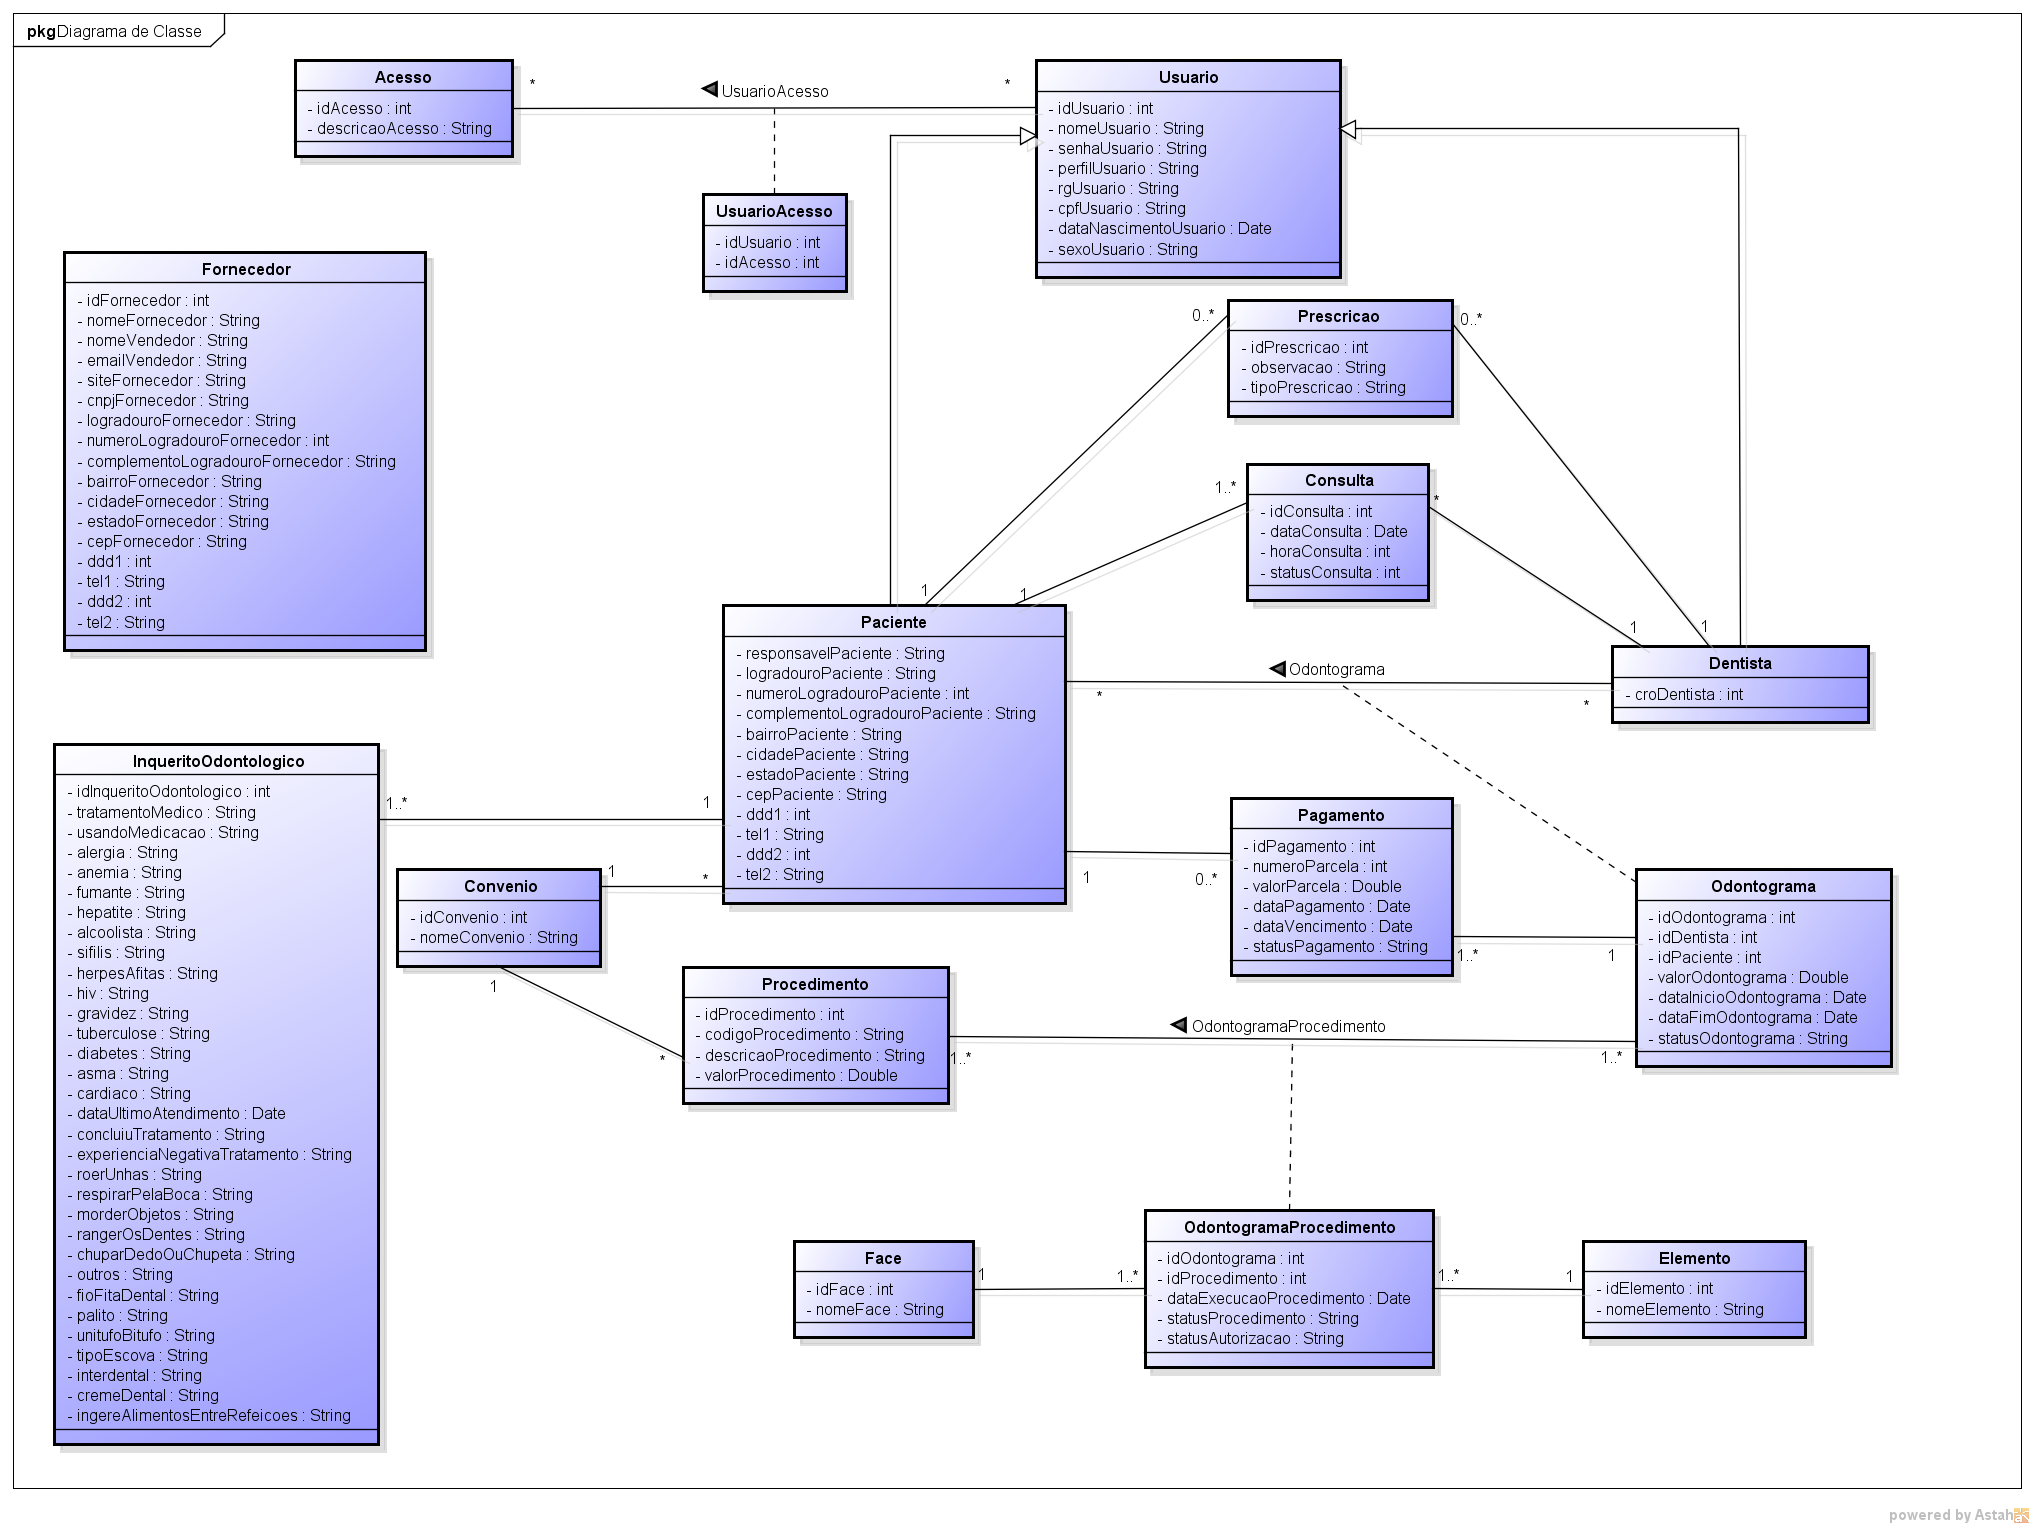 pkg Diagrama de Classe
Acesso
- idAcesso : int
- descricaoAcesso : String
*
UsuarioAcesso
*
Usuario
- idUsuario : int
- nomeUsuario : String
- senhaUsuario : String
- perfilUsuario : String
- rgUsuario : String
- cpfUsuario : String
- dataNascimentoUsuario : Date
- sexoUsuario : String
UsuarioAcesso
- idUsuario : int
- idAcesso : int
Fornecedor
- idFornecedor : int
- nomeFornecedor : String
- nomeVendedor : String
- emailVendedor : String
- siteFornecedor : String
- cnpjFornecedor : String
- logradouroFornecedor : String
- numeroLogradouroFornecedor : int
- complementoLogradouroFornecedor : String
- bairroFornecedor : String
- cidadeFornecedor : String
- estadoFornecedor : String
- cepFornecedor : String
- ddd1 : int
- tel1 : String
- ddd2 : int
- tel2 : String
0..*
Prescricao
- idPrescricao : int
- observacao : String
- tipoPrescricao : String
0..*
1..*
Consulta
- idConsulta : int
- dataConsulta : Date
- horaConsulta : int
- statusConsulta : int
*
1
1
1
1
Paciente
- responsavelPaciente : String
- logradouroPaciente : String
- numeroLogradouroPaciente : int
- complementoLogradouroPaciente : String
- bairroPaciente : String
- cidadePaciente : String
- estadoPaciente : String
- cepPaciente : String
- ddd1 : int
- tel1 : String
- ddd2 : int
- tel2 : String
Odontograma
*
*
Dentista
- croDentista : int
InqueritoOdontologico
- idInqueritoOdontologico : int
- tratamentoMedico : String
- usandoMedicacao : String
- alergia : String
- anemia : String
- fumante : String
- hepatite : String
- alcoolista : String
- sifilis : String
- herpesAfitas : String
- hiv : String
- gravidez : String
- tuberculose : String
- diabetes : String
- asma : String
- cardiaco : String
- dataUltimoAtendimento : Date
- concluiuTratamento : String
- experienciaNegativaTratamento : String
- roerUnhas : String
- respirarPelaBoca : String
- morderObjetos : String
- rangerOsDentes : String
- chuparDedoOuChupeta : String
- outros : String
- fioFitaDental : String
- palito : String
- unitufoBitufo : String
- tipoEscova : String
- interdental : String
- cremeDental : String
- ingereAlimentosEntreRefeicoes : String
1..*
1
Convenio
- idConvenio : int
- nomeConvenio : String
1
*
1
*
Pagamento
- idPagamento : int
- numeroParcela : int
- valorParcela : Double
- dataPagamento : Date
- dataVencimento : Date
- statusPagamento : String
1
0..*
1..*
1
Odontograma
- idOdontograma : int
- idDentista : int
- idPaciente : int
- valorOdontograma : Double
- dataInicioOdontograma : Date
- dataFimOdontograma : Date
- statusOdontograma : String
Procedimento
- idProcedimento : int
- codigoProcedimento : String
- descricaoProcedimento : String
- valorProcedimento : Double
OdontogramaProcedimento
1..*
1..*
Face
- idFace : int
- nomeFace : String
1
1..*
OdontogramaProcedimento
- idOdontograma : int
- idProcedimento : int
- dataExecucaoProcedimento : Date
- statusProcedimento : String
- statusAutorizacao : String
1..*
1
Elemento
- idElemento : int
- nomeElemento : String
powered by Astah